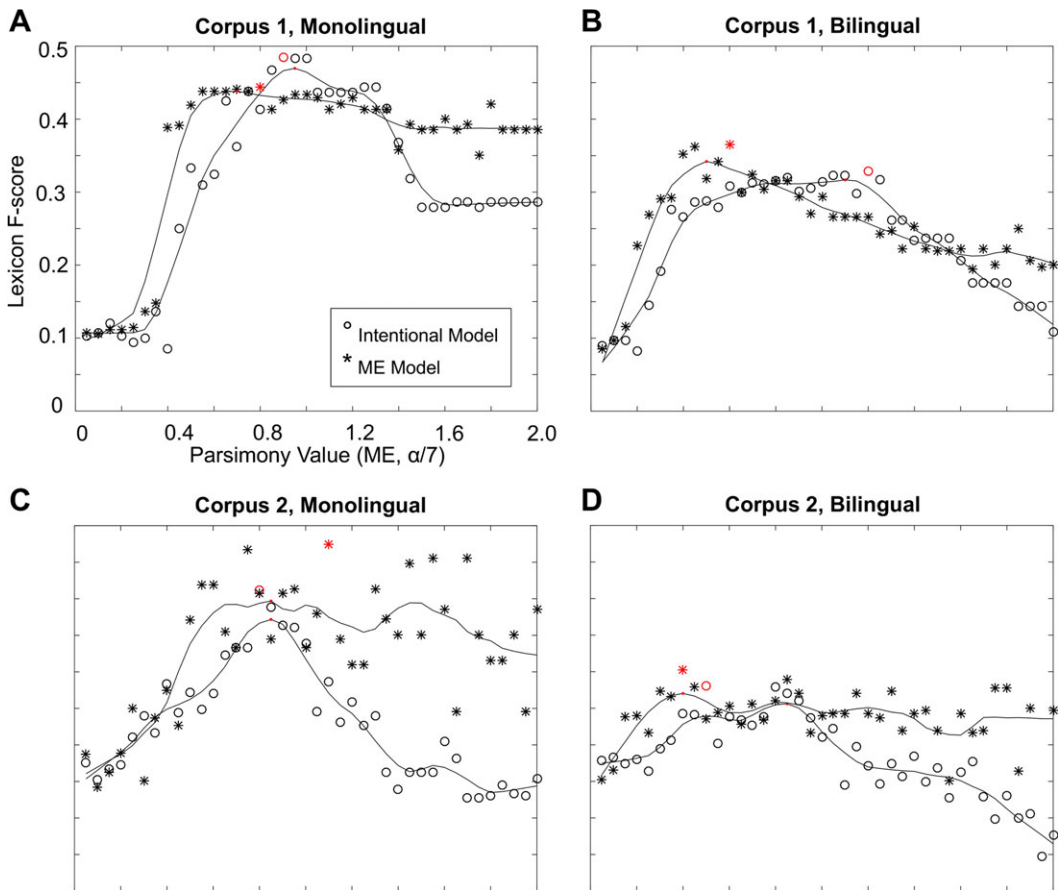 A
Corpus 1, Monolingual
B
Corpus 1, Bilingual
0.5
0.4
0.3
0.2
0.1
0
Lexicon F-score
Intentional Model
ME Model
0 0.4 0.8 1.2 1.6 2.0
Parsimony Value (ME, α/7)
C
Corpus 2, Monolingual
D
Corpus 2, Bilingual